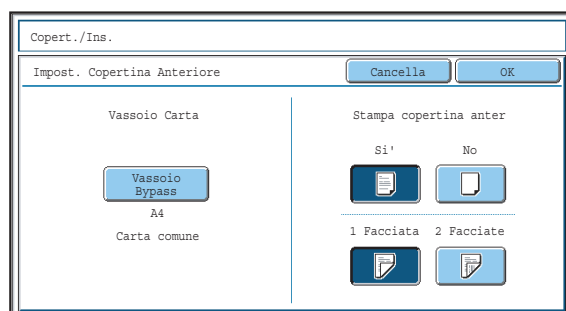 Copert./Ins.
Impost. Copertina Anteriore
Cancella
OK
Vassoio Carta
Vassoio
Bypass
A4
Carta comune
Stampa copertina anter
Si' No
1 Facciata 2 Facciate